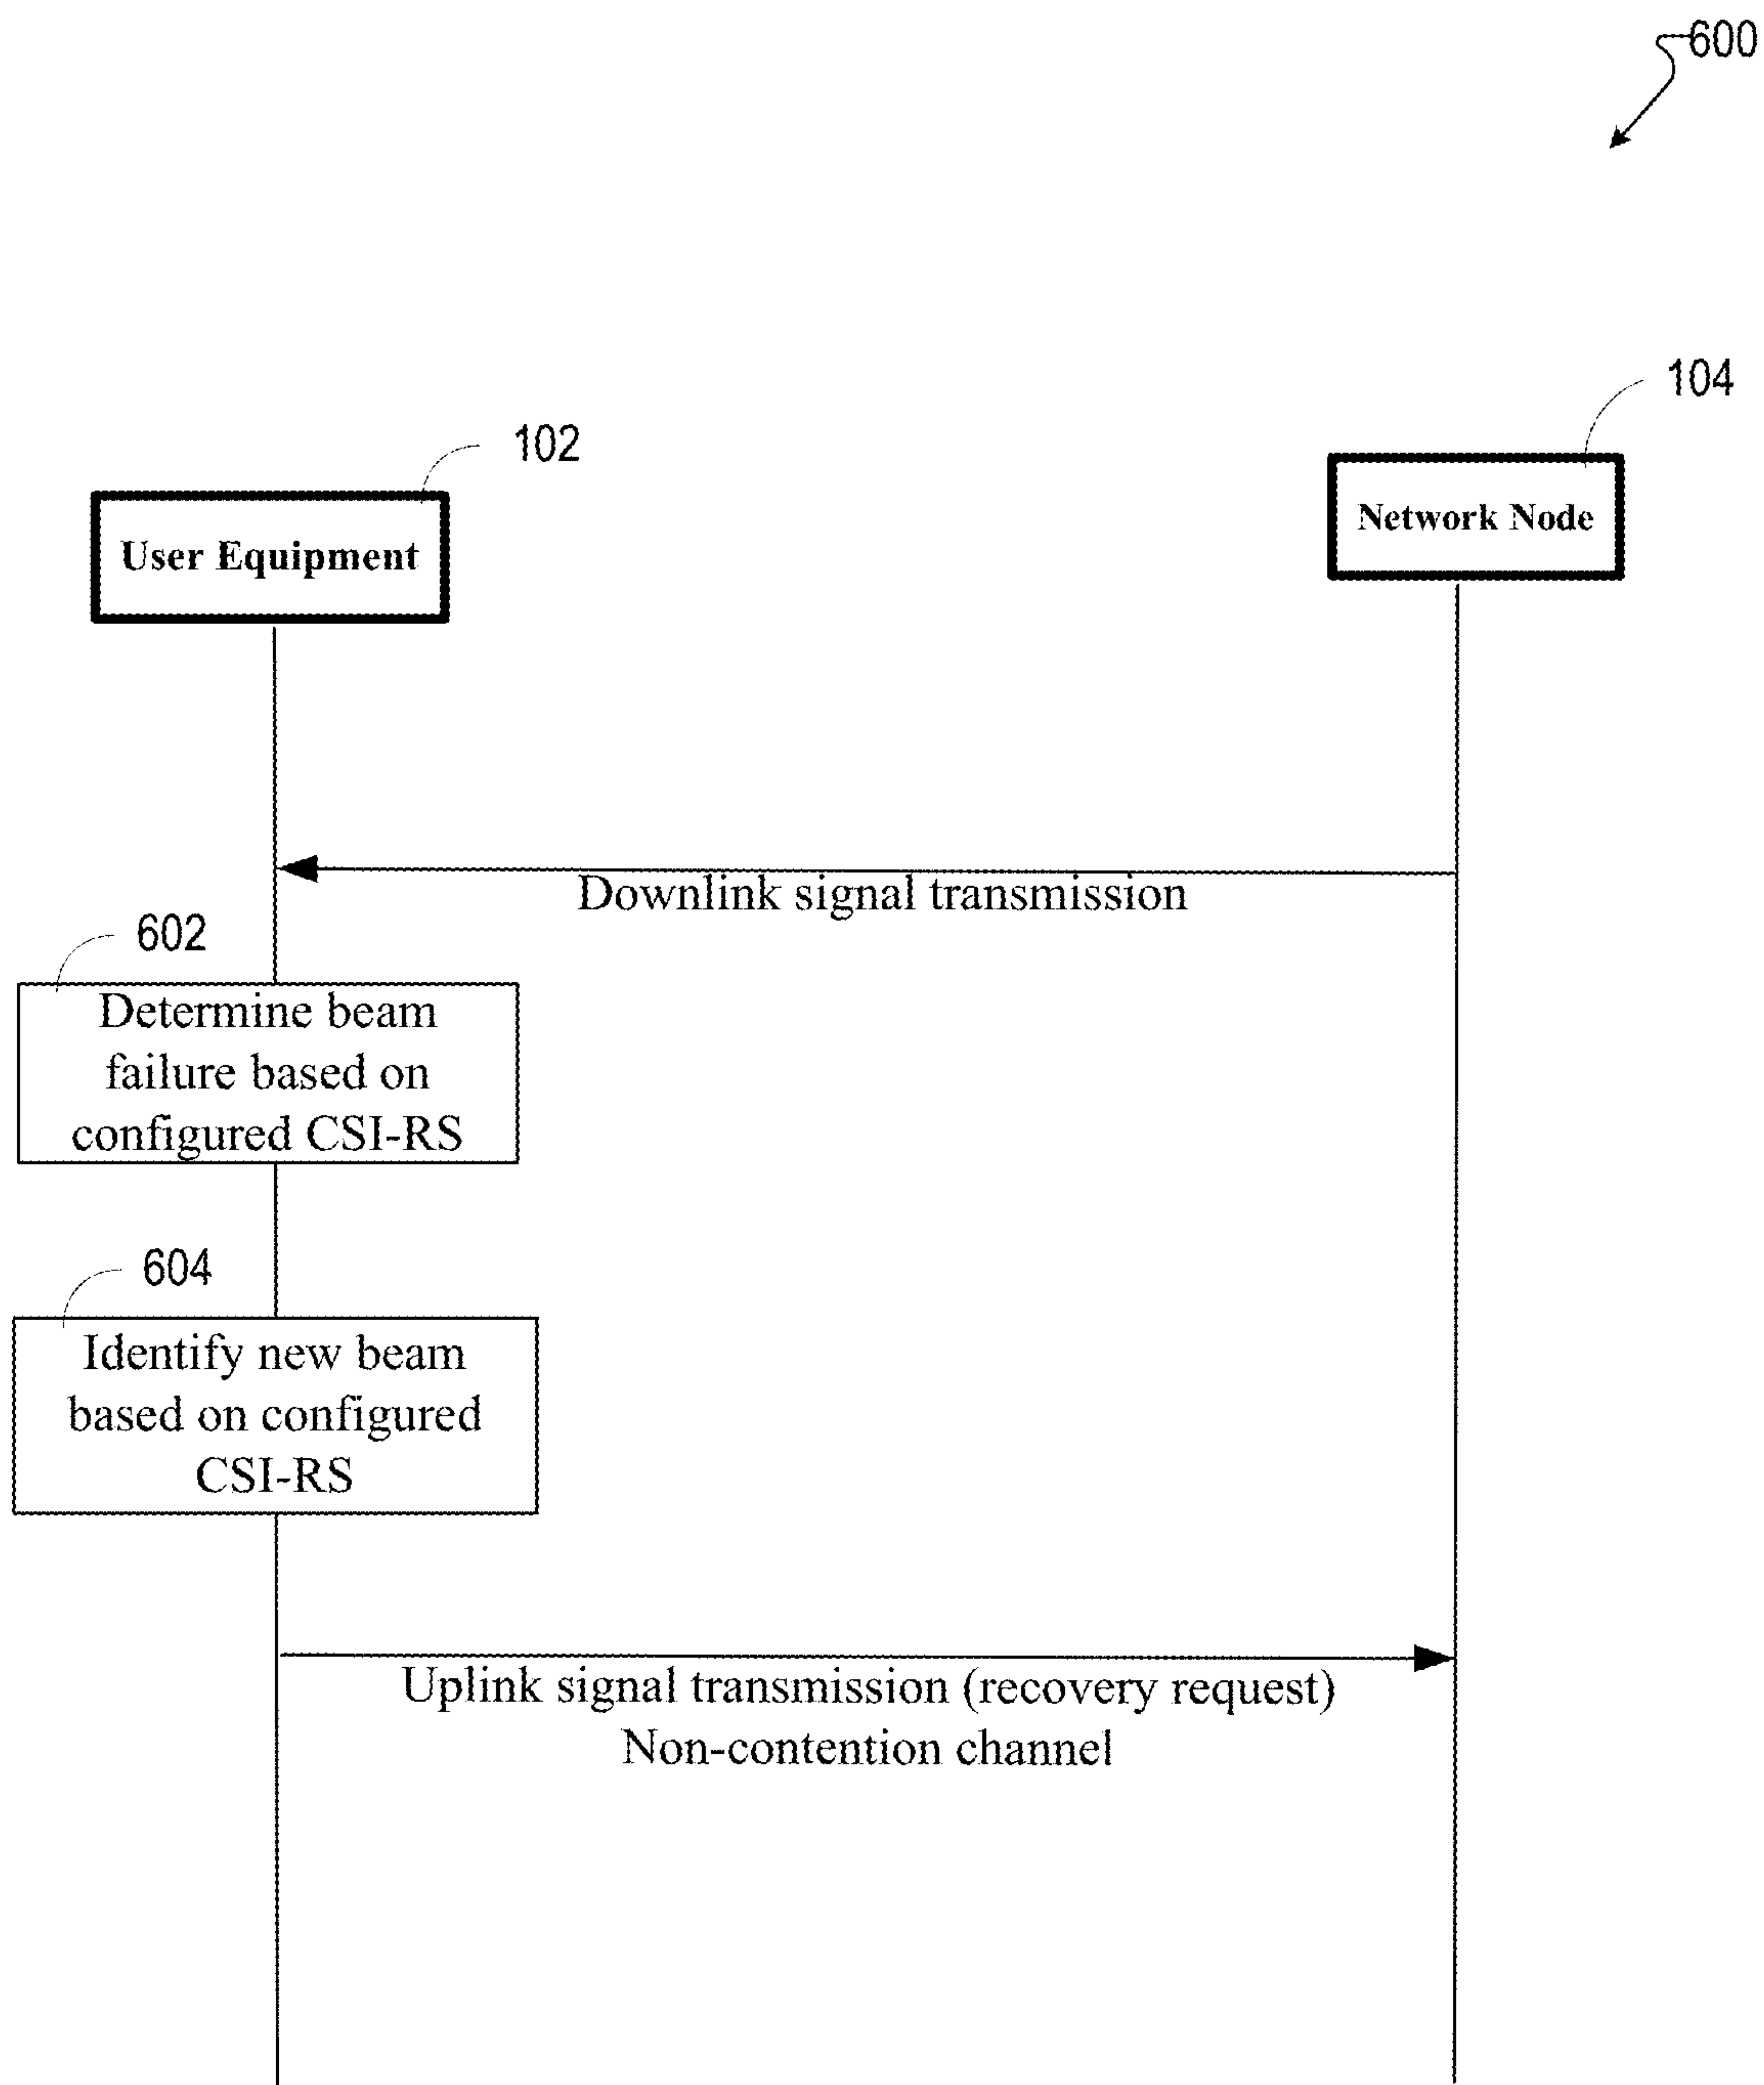 600
104
102
Network Node
User Equipment
Downlink signal transmission
602
Determine beam
failure based on
configured CSI-RS
604
Identify new beam
based on configured
CSI-RS
Uplink signal transmission (recovery request)
Non-contention channel